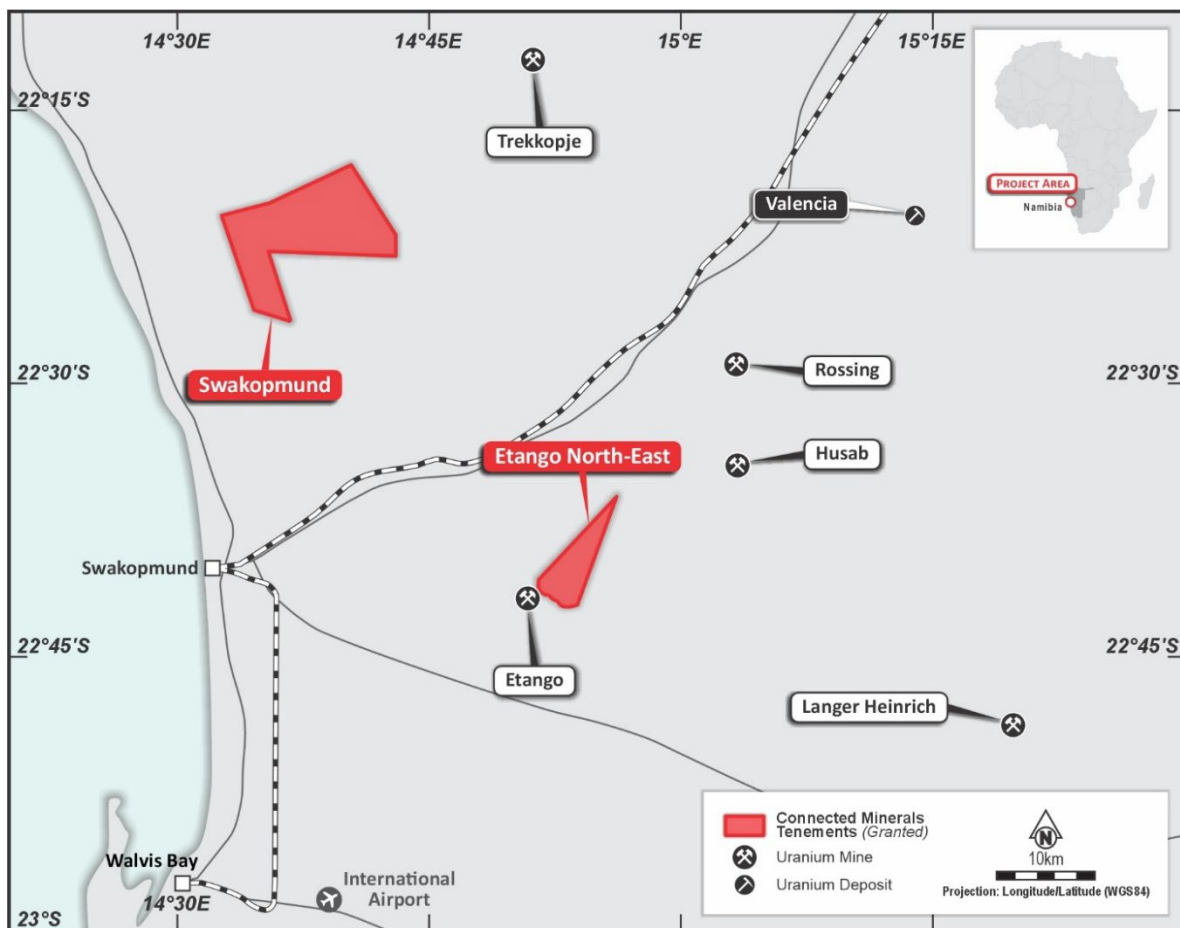 14°30E
14°45E
15°E
15°15E
22°15'S
Trekkopje
PROJECT AREA
Namibia
Valencia
Swakopmund
22°30'S
22°30'S
Rossing
Etango North-East
Husab
Swakopmund
22°45'S
22°45'S
Etango
Langer Heinrich
Walvis Bay
14°30E
International
Airport
23°S
Connected Minerals
Tenements (Granted)
Uranium Mine
Uranium Deposit
N
10km
Projection: Longitude/Latitude (WGS84)